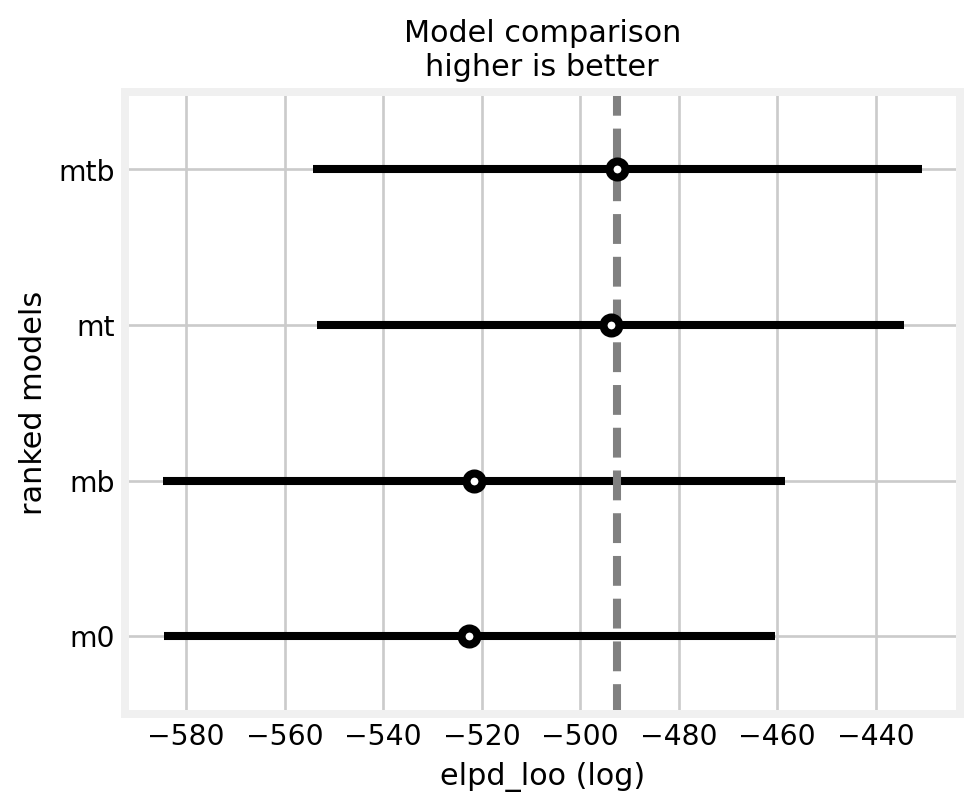 Model comparison
higher is better
mtb
mt
mb
m0
ranked models
−580 −560 −540 −520 −500 −480 −460 −440
elpd_loo (log)